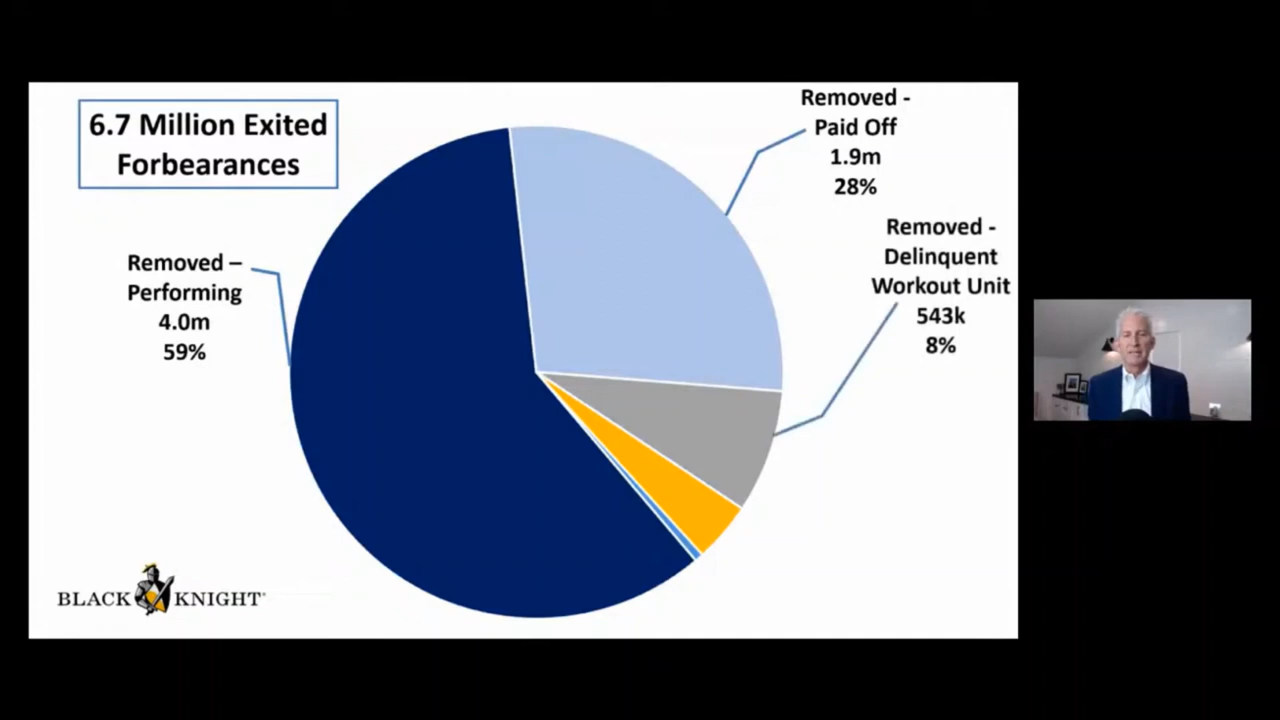 6.7 Million Exited
Forbearances
Removed -
Paid Off
1.9m
28%
Removed -
Delinquent
Workout Unit
543k
8%
Removed –
Performing
4.0m
59%
BLACK KNIGHT